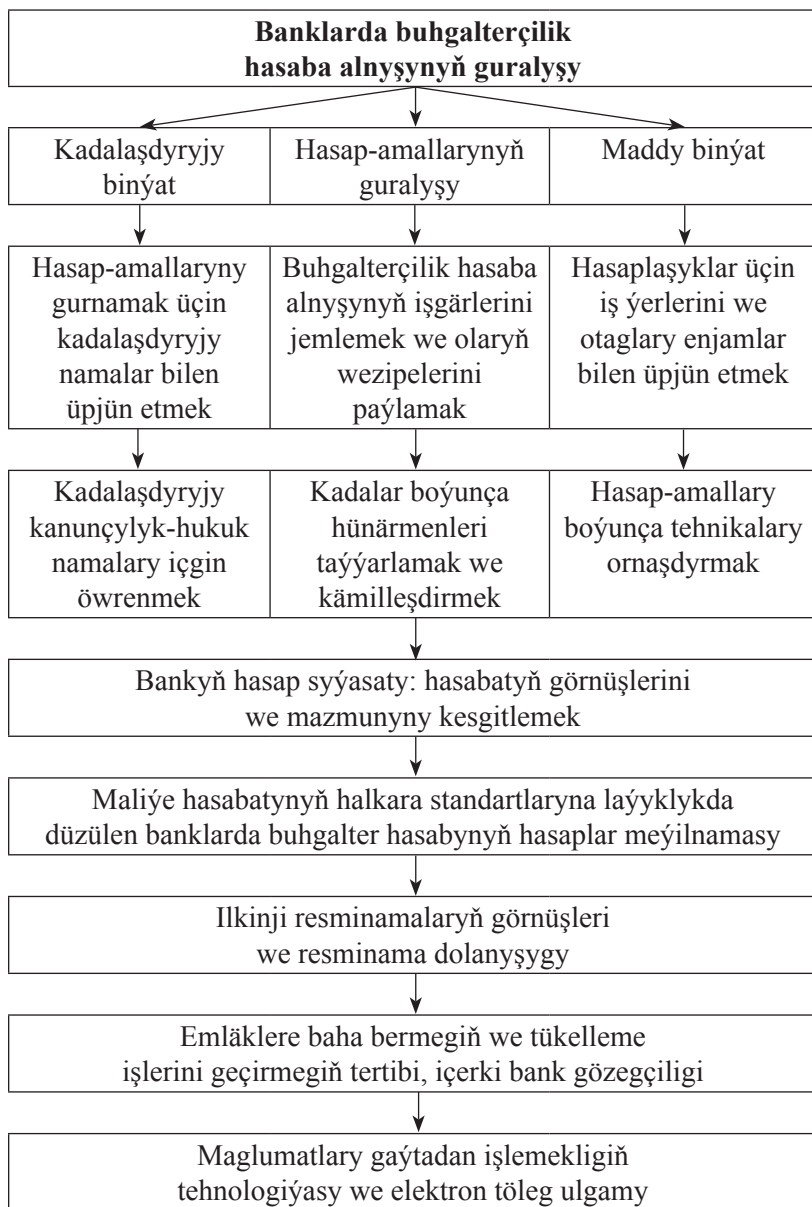 Banklarda buhgalterçilik
hasaba alnyşynyň guralyşy
Kadalaşdyryjy
binýat
Hasap-amallarynyň
guralyşy
Maddy binýat
Hasap-amallaryny
gurnamak üçin
kadalaşdyryjy
namalar bilen
üpjün etmek
Buhgalterçilik hasaba
alnyşynyň işgärlerini
jemlemek we olaryň
wezipelerini
paýlamak
Hasaplaşyklar üçin
iş ýerlerini we
otaglary enjamlar
bilen üpjün etmek
Kadalaşdyryjy
kanunçylyk-hukuk
namalary içgin
öwrenmek
Kadalar boýunça
hünärmenleri
taýýarlamak we
kämilleşdirmek
Hasap-amallary
boýunça tehnikalary
ornaşdyrmak
Bankyň hasap syýasaty: hasabatyň görnüşlerini
we mazmunyny kesgitlemek
Maliýe hasabatynyň halkara standartlaryna laýyklykda
düzülen banklarda buhgalter hasabynyň hasaplar meýilnamasy
Ilkinji resminamalaryň görnüşleri
we resminama dolanyşygy
Emläklere baha bermegiň we tükelleme
işlerini geçirmegiň tertibi, içerki bank gözegçiligi
Maglumatlary gaýtadan işlemekligiň
tehnologiýasy we elektron töleg ulgamy